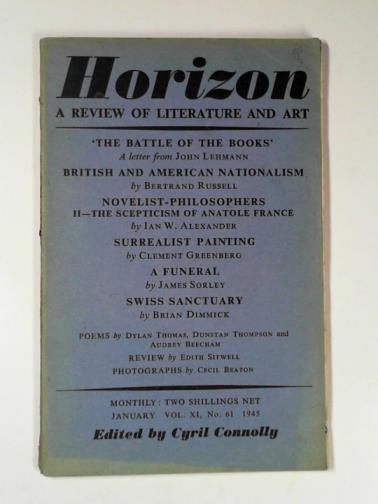 Horizon
A REVIEW OF LITERATURE AND ART
'THE BATTLE OF THE BOOKS'
A letter from JOHN LEHMANN
BRITISH AND AMERICAN NATIONALISM
by BERTRAND RUSSELL
NOVELIST-PHILOSOPHERS
II—THE SCEPTICISM OF ANATOLE FRANCE
by IAN W. ALEXANDER
SURREALIST PAINTING
by CLEMENT GREENBERG
A FUNERAL
by JAMES SORLEY
SWISS SANCTUARY
by BRIAN DIMMICK
POEMS by DYLAN THOMAS, DUNSTAN THOMPSON and
AUDREY BEECHAM
REVIEW by EDITH SITWELL
PHOTOGRAPHS by CECIL BEATON
MONTHLY: TWO SHILLINGS NET
JANUARY VOL. XI, No. 61 1945
Edited by Cyril Connolly